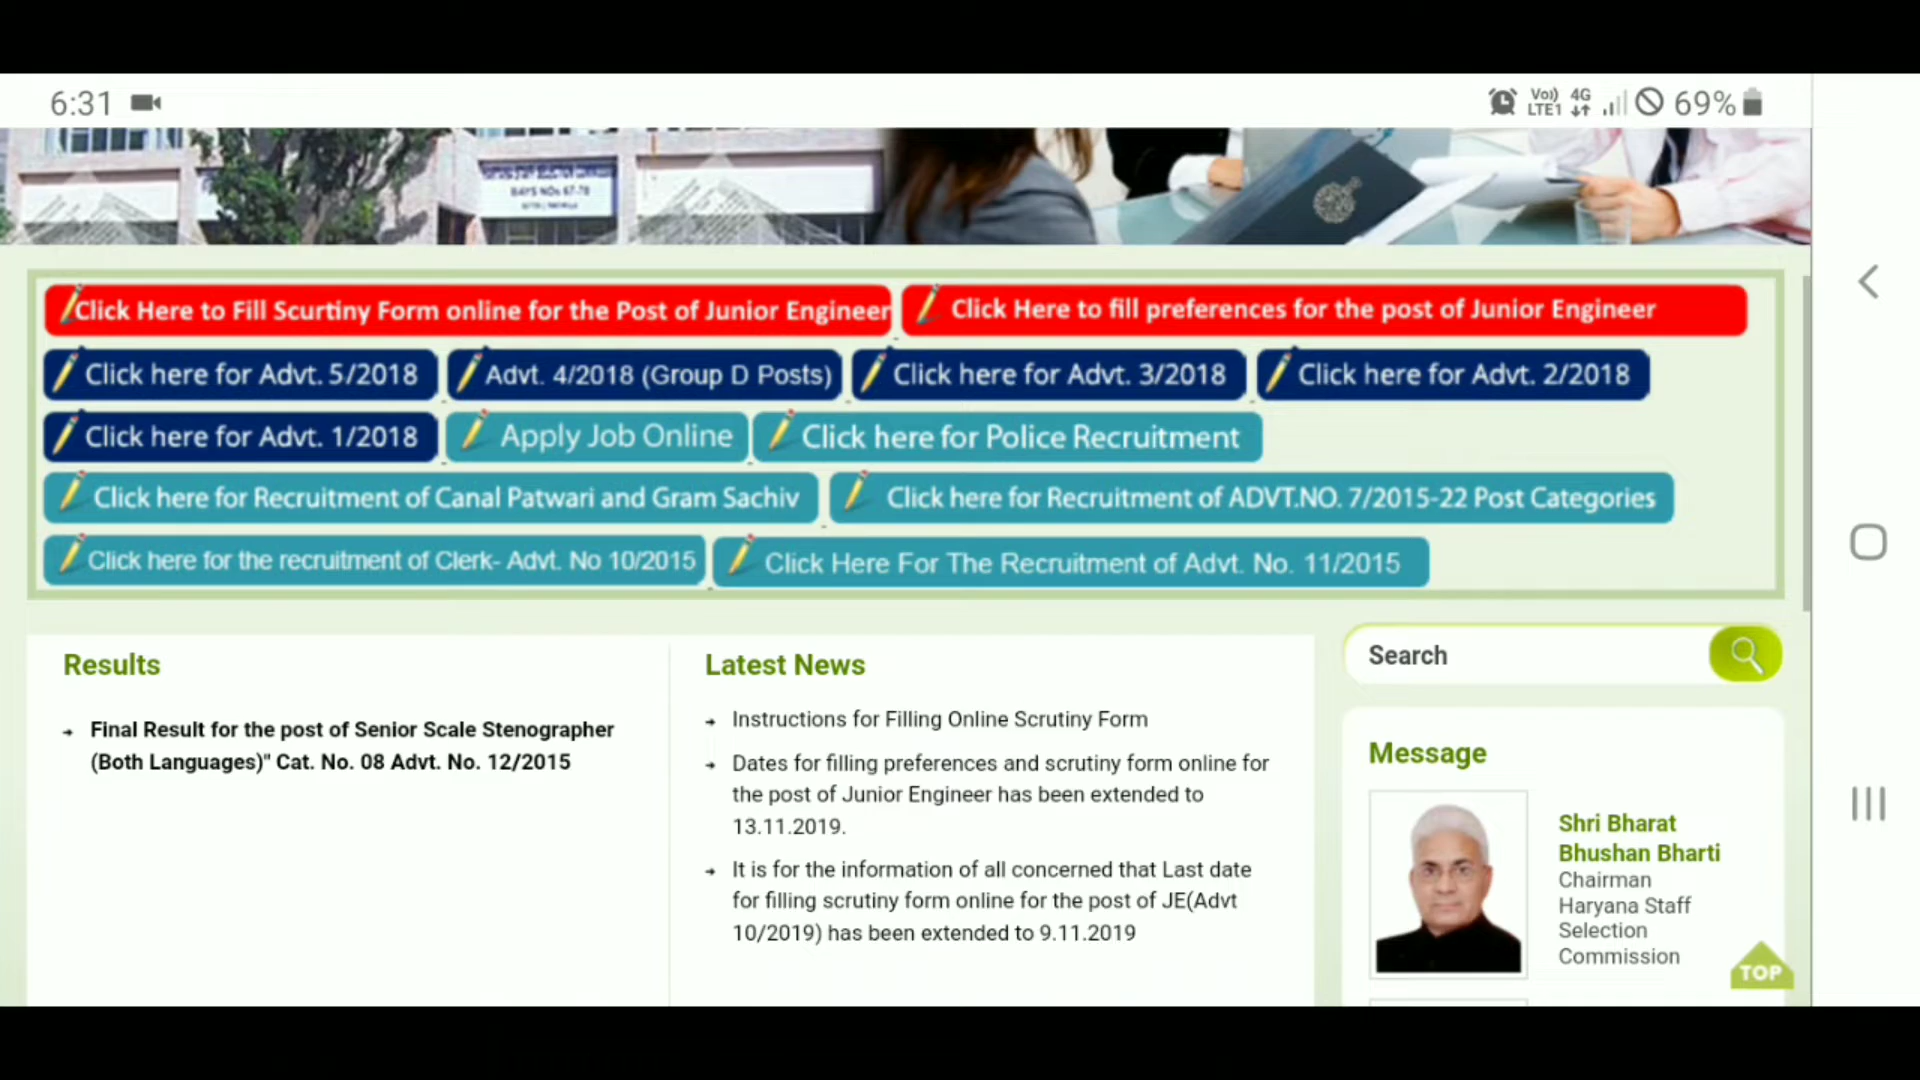 6:31
Vo)) LTE1 4G 69%
BAYS NOs 67-70
Click Here to Fill Scurtiny Form online for the Post of Junior Engineer
Click Here to fill preferences for the post of Junior Engineer
Click here for Advt. 5/2018
Advt. 4/2018 (Group D Posts)
Click here for Advt. 3/2018
Click here for Advt. 2/2018
Click here for Advt. 1/2018
Apply Job Online
Click here for Police Recruitment
Click here for Recruitment of Canal Patwari and Gram Sachiv
Click here for Recruitment of ADVT.NO. 7/2015-22 Post Categories
Click here for the recruitment of Clerk- Advt. No 10/2015
Click Here For The Recruitment of Advt. No. 11/2015
Results
Final Result for the post of Senior Scale Stenographer
(Both Languages)" Cat. No. 08 Advt. No. 12/2015
Latest News
Instructions for Filling Online Scrutiny Form
Dates for filling preferences and scrutiny form online for
the post of Junior Engineer has been extended to
13.11.2019.
It is for the information of all concerned that Last date
for filling scrutiny form online for the post of JE(Advt
10/2019) has been extended to 9.11.2019
Search
Message
Shri Bharat
Bhushan Bharti
Chairman
Haryana Staff
Selection
Commission
TOP